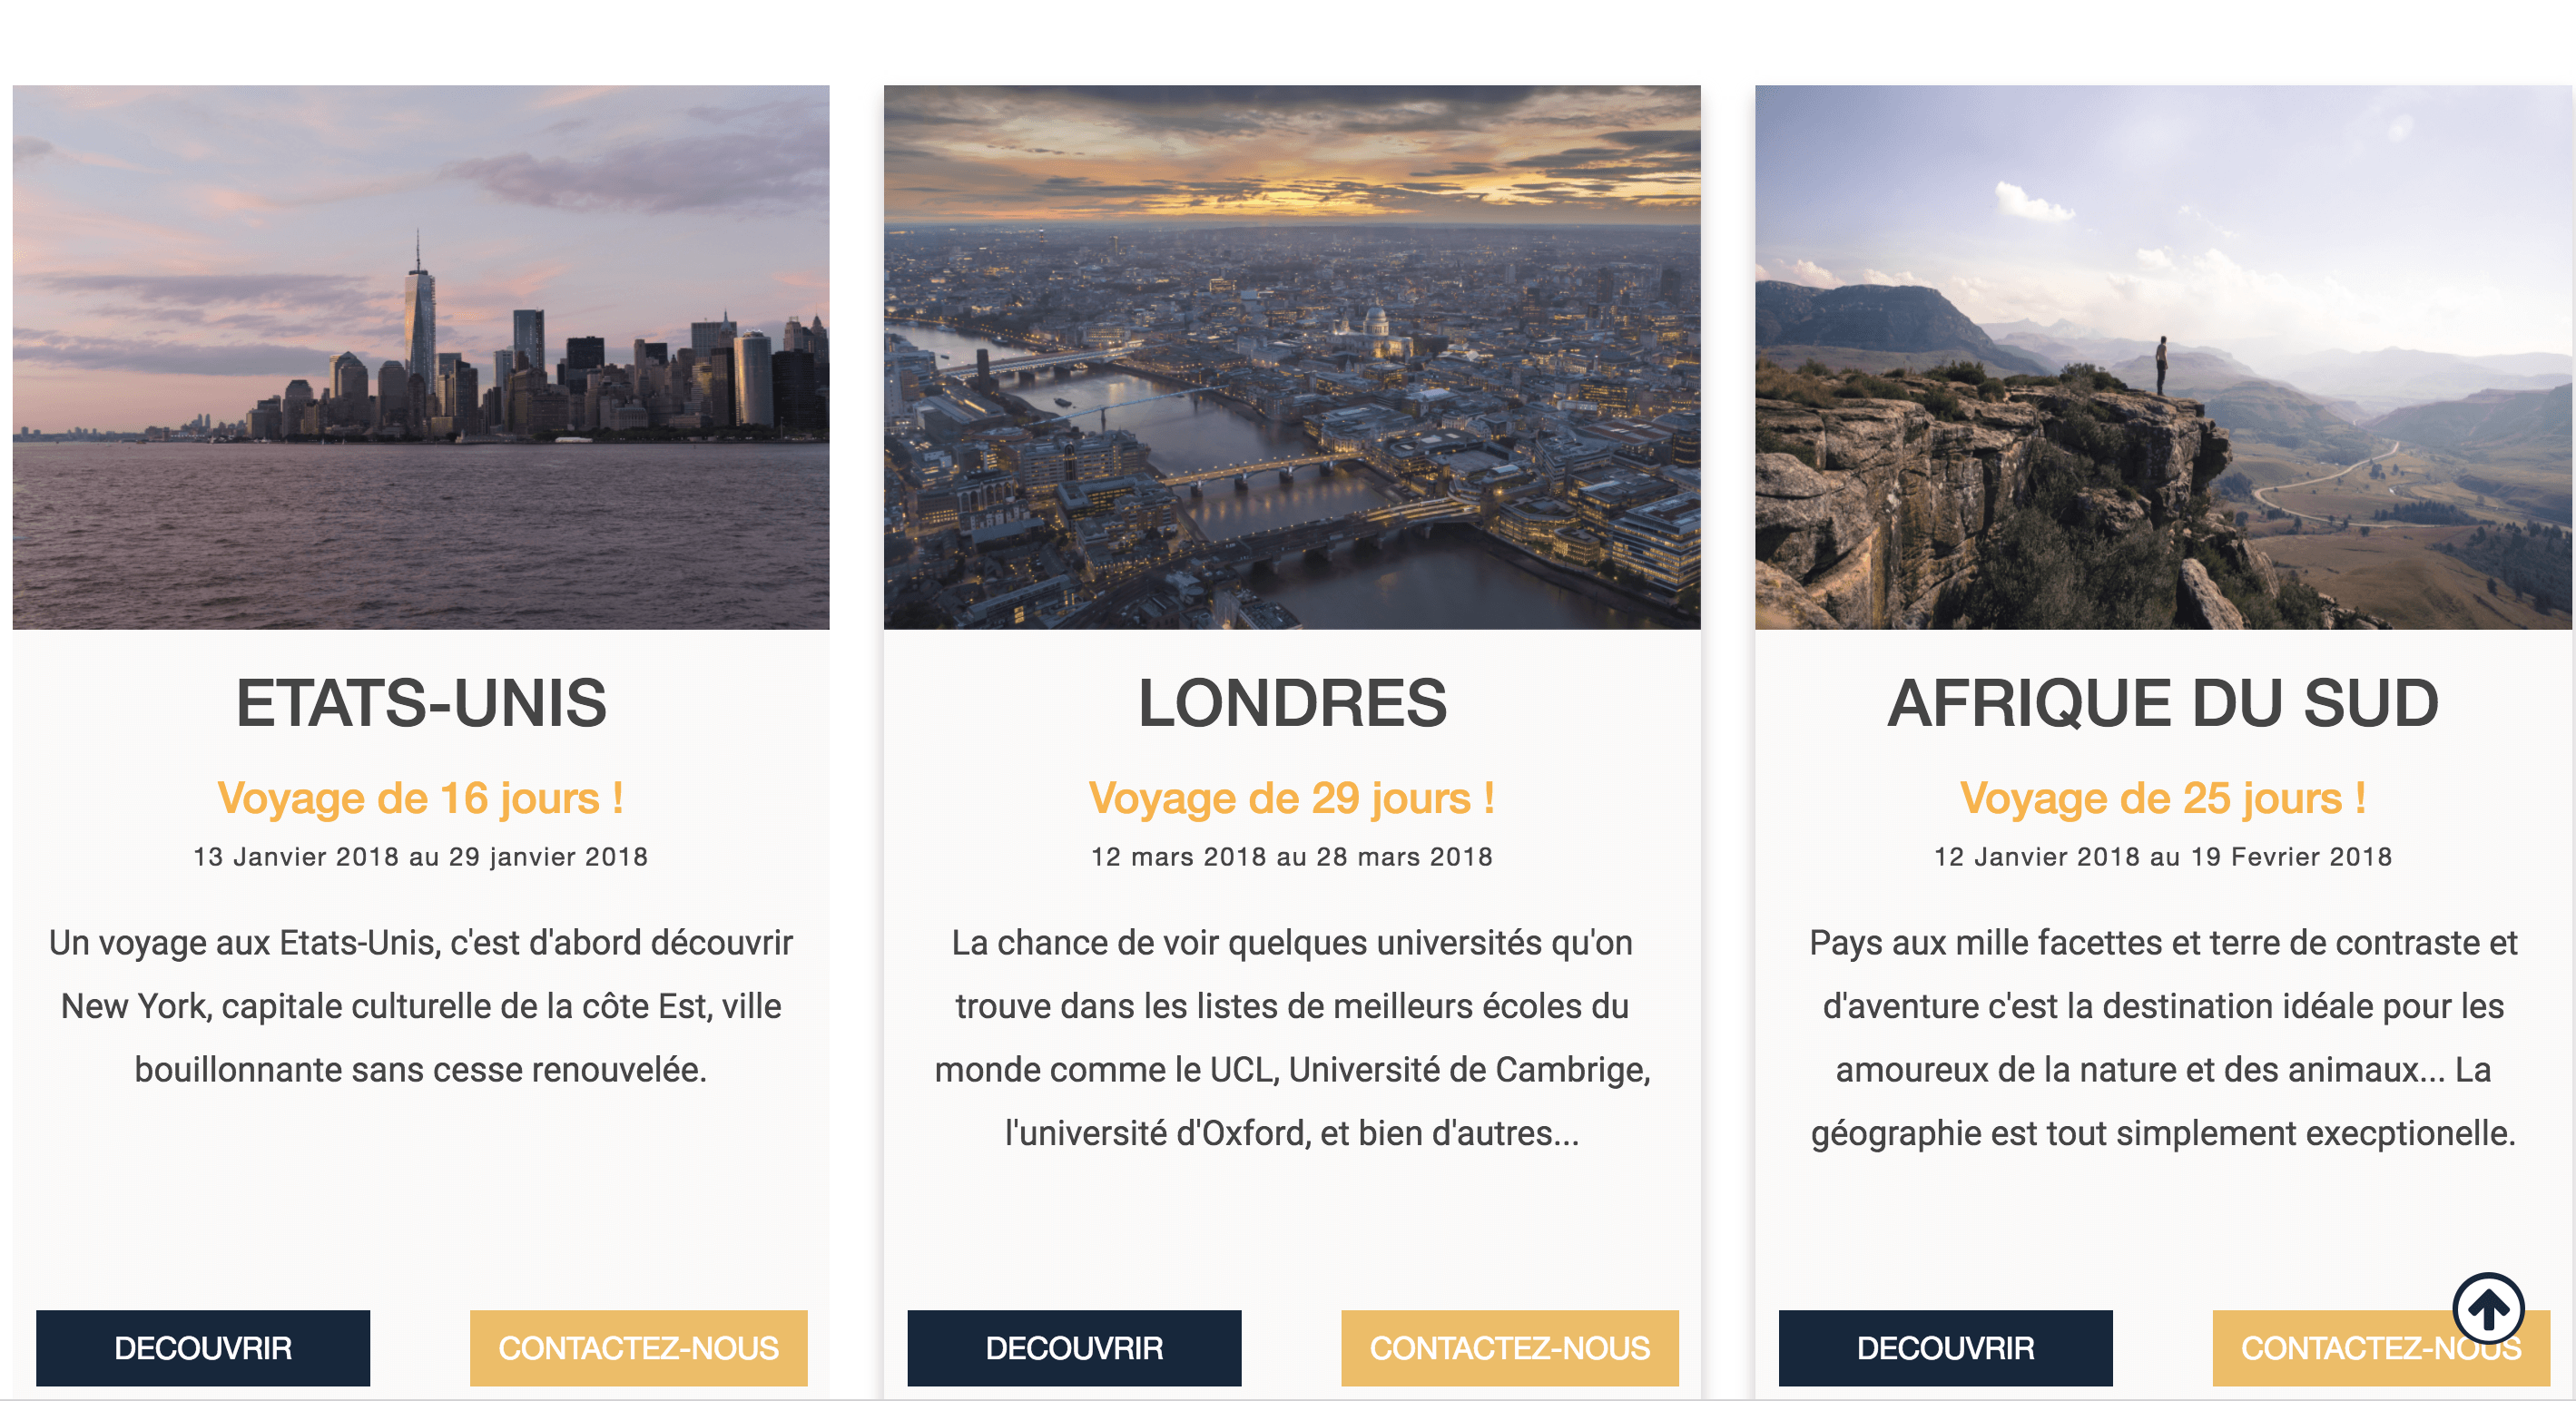 ETATS-UNIS
Voyage de 16 jours !
13 Janvier 2018 au 29 janvier 2018
Un voyage aux Etats-Unis, c'est d'abord découvrir
New York, capitale culturelle de la côte Est, ville
bouillonnante sans cesse renouvelée.
DECOUVRIR
CONTACTEZ-NOUS
LONDRES
Voyage de 29 jours !
12 mars 2018 au 28 mars 2018
La chance de voir quelques universités qu'on
trouve dans les listes de meilleurs écoles du
monde comme le UCL, Université de Cambrige,
l'université d'Oxford, et bien d'autres...
DECOUVRIR
CONTACTEZ-NOUS
AFRIQUE DU SUD
Voyage de 25 jours !
12 Janvier 2018 au 19 Fevrier 2018
Pays aux mille facettes et terre de contraste et
d'aventure c'est la destination idéale pour les
amoureux de la nature et des animaux... La
géographie est tout simplement execptionelle.
DECOUVRIR
CONTACTEZ-NOUS